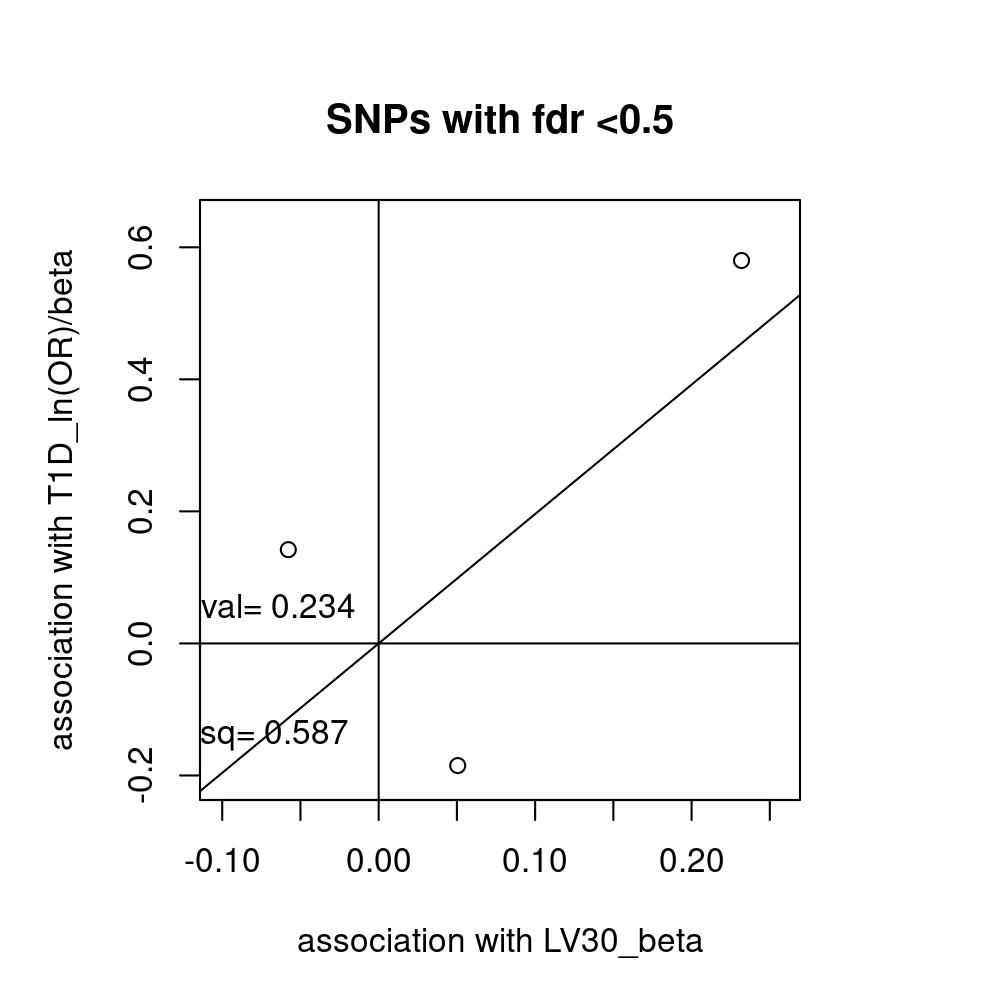 SNPs with fdr <0.5
association with T1D_ln(OR)/beta
0.6
0.4
0.2
0.0
-0.2
val= 0.234
sq= 0.587
-0.10
0.00
0.10
0.20
association with LV30_beta